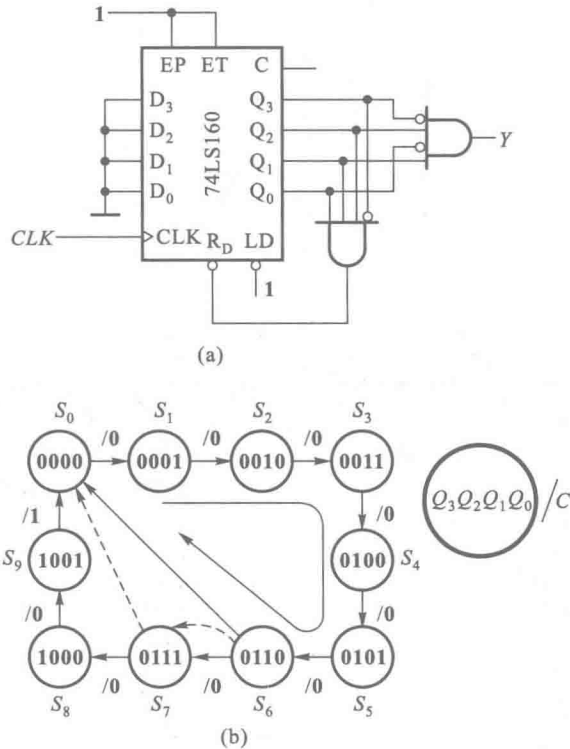 1
EP ET C
D₃ Q₃
D₂ Q₂
Y
D₁ Q₁
D₀ Q₀
74LS160
CLK CLK R_D LD
1
(a)
S₀ S₁ S₂ S₃
/0 /0 /0
0000 0001 0010 0011
Q₃Q₂Q₁Q₀/C
/1 /0
S₉ 1001 0100 S₄
/0 /0
1000 0111 0110 0101
/0 /0 /0
S₈ S₇ S₆ S₅
(b)